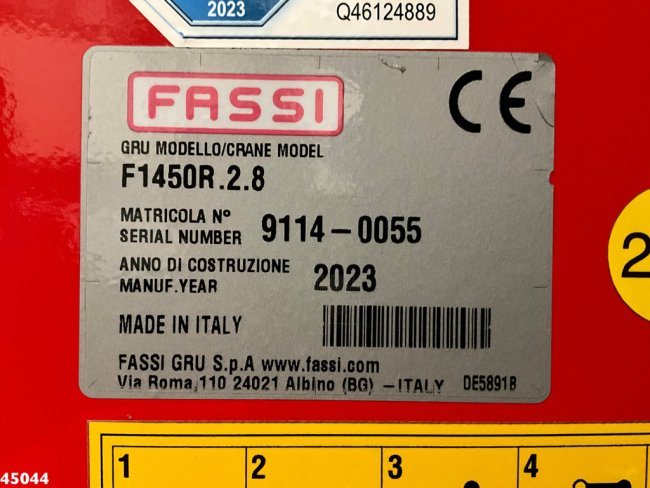 2023
Q46124889
FASSI
CE
GRU MODELLO/CRANE MODEL
F1450R.2.8
MATRICOLA Nº
SERIAL NUMBER 9114-0055
ANNO DI COSTRUZIONE
MANUF.YEAR 2023
2
MADE IN ITALY
FASSI GRU S.p.A www.fassi.com
Via Roma,110 24021 Albino (BG) -ITALY DE5891B
1 2 3 4
45044